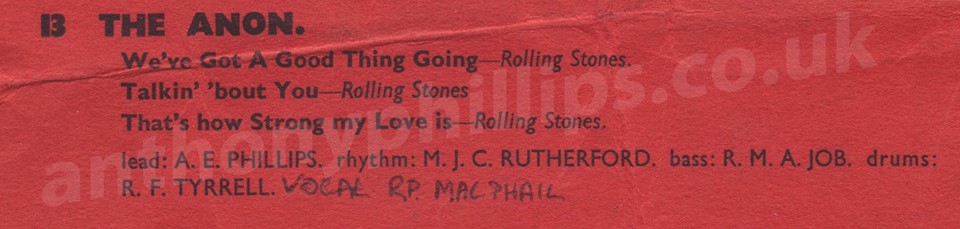 13 THE ANON.
We've Got A Good Thing Going—Rolling Stones.
Talkin' 'bout You—Rolling Stones
That's how Strong my Love is—Rolling Stones.
lead: A. E. PHILLIPS. rhythm: M. J. C. RUTHERFORD. bass: R. M. A. JOB. drums:
R. F. TYRRELL. VOCAL R.P. MACPHAIL
anthonyphillips.co.uk